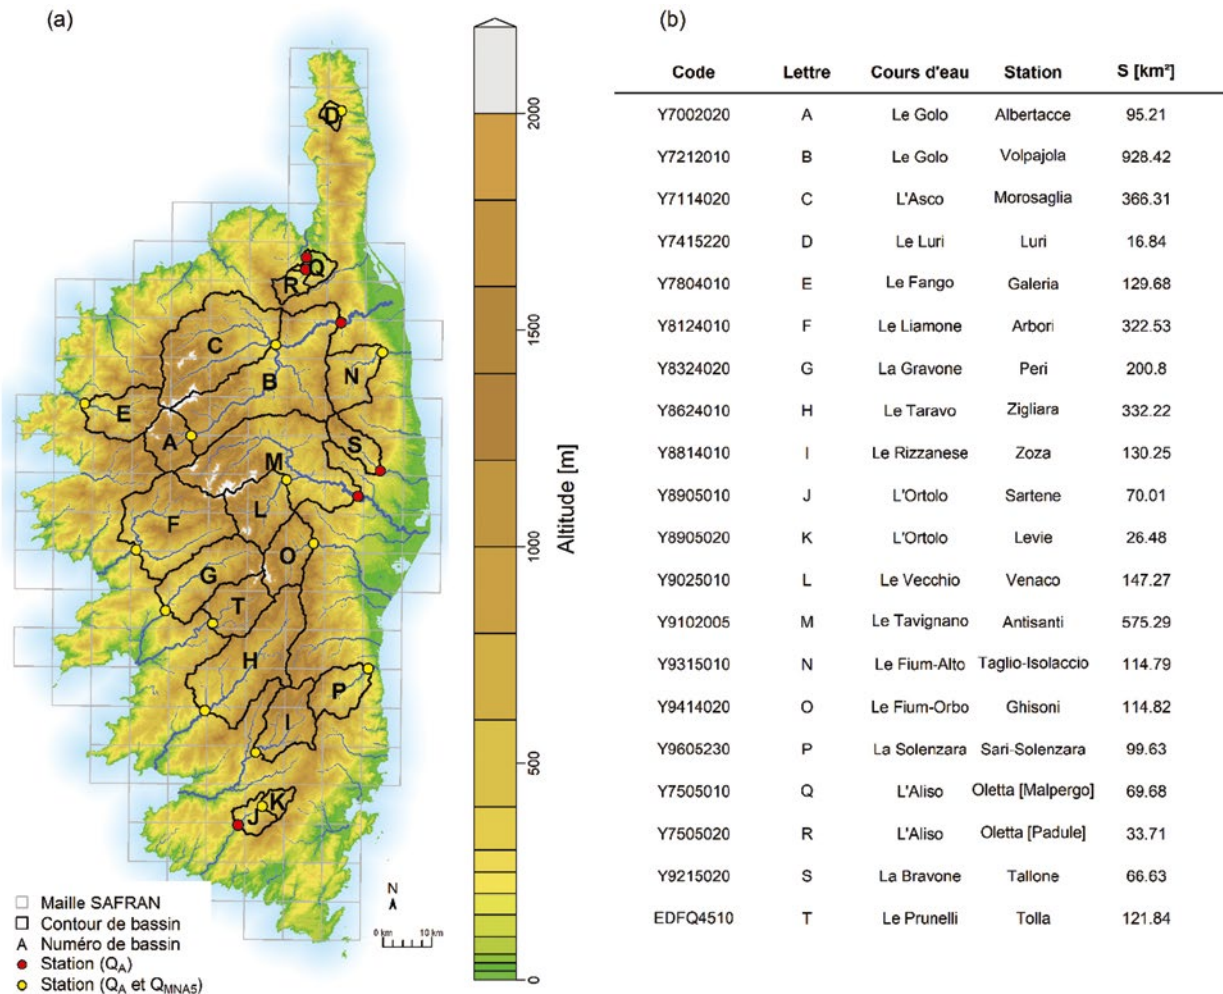 (a)
D
Q
R
C
B
N
E
A
S
M
F
L
O
G
T
H
P
I
K
J
N
0 km 10 km
Maille SAFRAN
Contour de bassin
A Numéro de bassin
Station (QA)
Station (QA et QMNA5)
2000
1500
1000
500
0
Altitude [m]
(b)
Code Lettre Cours d'eau Station S [km²]
Y7002020 A Le Golo Albertacce 95.21
Y7212010 B Le Golo Volpajola 928.42
Y7114020 C L'Asco Morosaglia 366.31
Y7415220 D Le Luri Luri 16.84
Y7804010 E Le Fango Galeria 129.68
Y8124010 F Le Liamone Arbori 322.53
Y8324020 G La Gravone Peri 200.8
Y8624010 H Le Taravo Zigliara 332.22
Y8814010 I Le Rizzanese Zoza 130.25
Y8905010 J L'Ortolo Sartene 70.01
Y8905020 K L'Ortolo Levie 26.48
Y9025010 L Le Vecchio Venaco 147.27
Y9102005 M Le Tavignano Antisanti 575.29
Y9315010 N Le Fium-Alto Taglio-Isolaccio 114.79
Y9414020 O Le Fium-Orbo Ghisoni 114.82
Y9605230 P La Solenzara Sari-Solenzara 99.63
Y7505010 Q L'Aliso Oletta [Malpergo] 69.68
Y7505020 R L'Aliso Oletta [Padule] 33.71
Y9215020 S La Bravone Tallone 66.63
EDFQ4510 T Le Prunelli Tolla 121.84